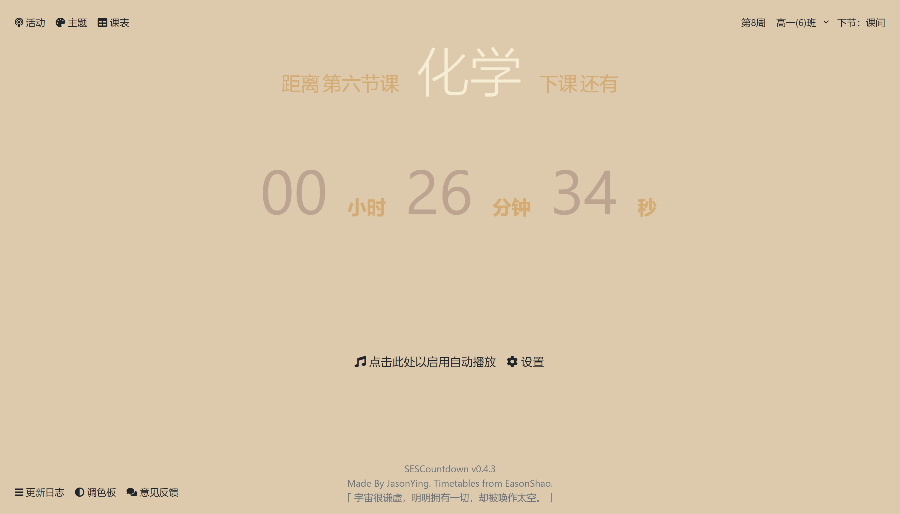 活动 主题 课表
第8周 高一(6)班 下节：课间
距离第六节课 化学 下课还有
00 小时 26 分钟 34 秒
点击此处以启用自动播放 设置
SESCountdown v0.4.3
Made By JasonYing. Timetables from EasonShao.
「 宇宙很谦虚，明明拥有一切，却被唤作太空。 」
更新日志 调色板 意见反馈